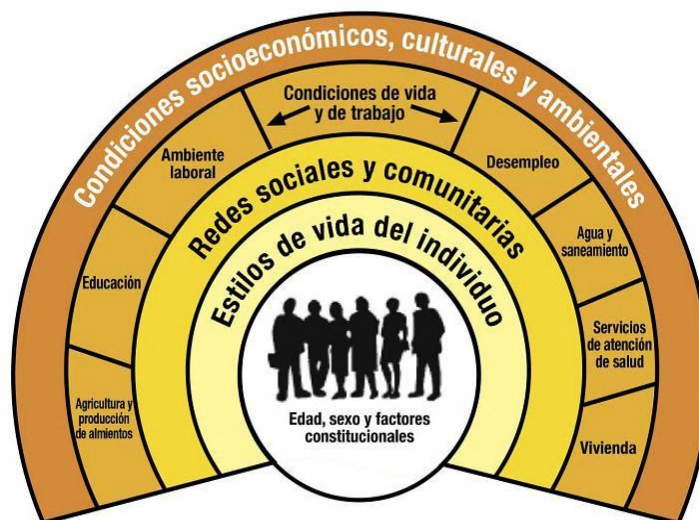 Condiciones socioeconómicos, culturales y ambientales
Condiciones de vida
y de trabajo
Ambiente
laboral
Desempleo
Redes sociales y comunitarias
Agua y
saneamiento
Estilos de vida del individuo
Educación
Servicios
de atención
de salud
Agricultura y
producción
de almientos
Edad, sexo y factores
constitucionales
Vivienda